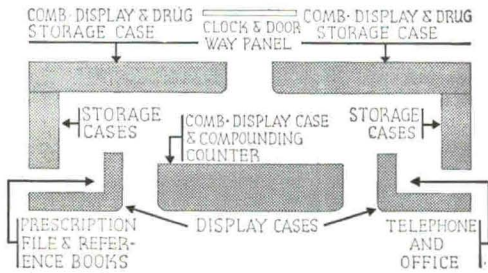 COMB·DISPLAY & DRUG
STORAGE CASE
CLOCK & DOOR
WAY PANEL
COMB·DISPLAY & DRUG
STORAGE CASE
STORAGE
CASES
COMB·DISPLAY CASE
& COMPOUNDING
COUNTER
STORAGE
CASES
PRESCRIPTION
FILE & REFER-
ENCE BOOKS
DISPLAY CASES
TELEPHONE
AND
OFFICE